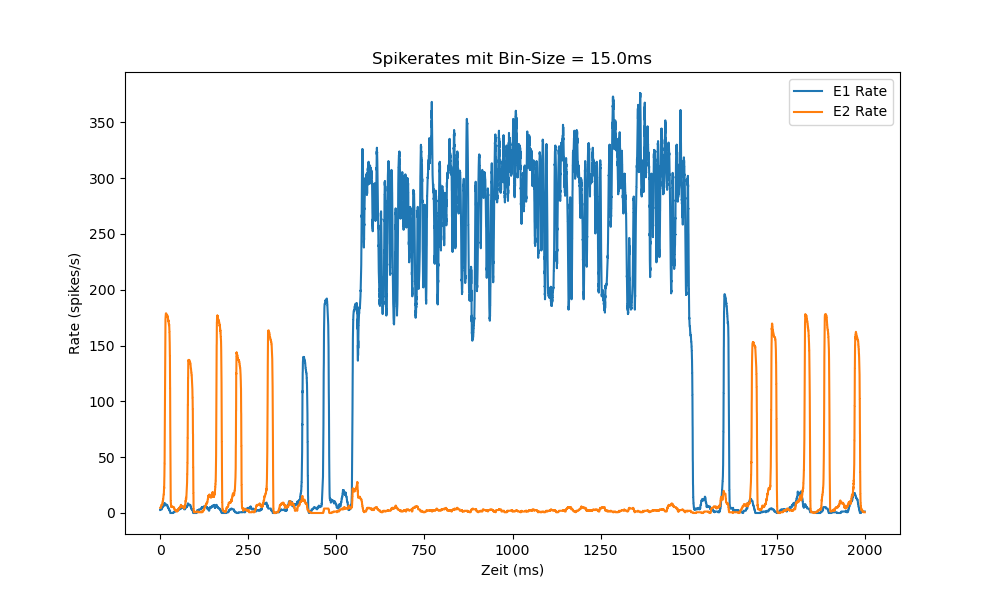 Spikerates mit Bin-Size = 15.0ms
E1 Rate
E2 Rate
Rate (spikes/s)
350
300
250
200
150
100
50
0
0 250 500 750 1000 1250 1500 1750 2000
Zeit (ms)